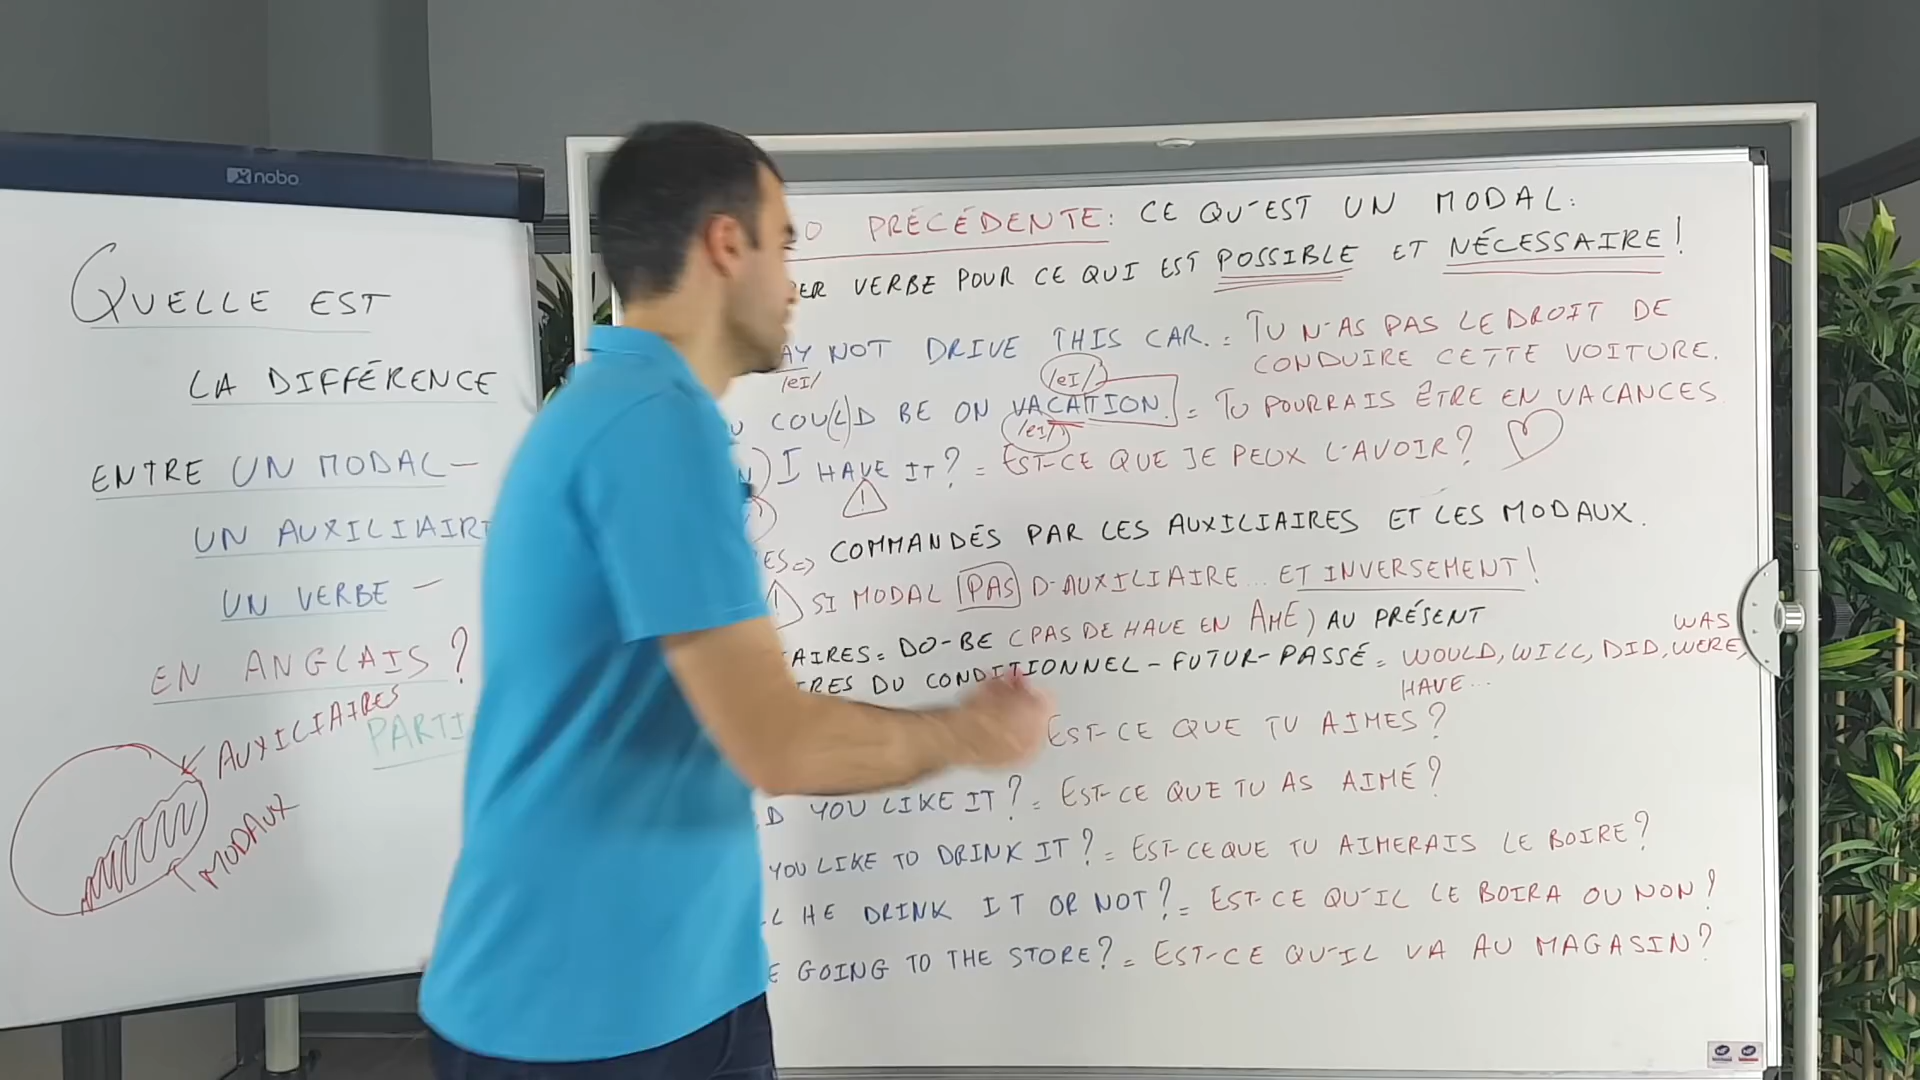 nobo
QUELLE EST
LA DIFFÉRENCE
ENTRE UN MODAL-
UN AUXILIAIR
UN VERBE -
EN ANGLAIS?
AUXILIAIRES
PARTI
MODAUX
O PRÉCÉDENTE: CE QU'EST UN MODAL:
ER VERBE POUR CE QUI EST POSSIBLE ET NÉCESSAIRE!
AY NOT DRIVE THIS CAR. = TU N'AS PAS LE DROIT DE
/eI/
CONDUIRE CETTE VOITURE.
/eI/
U COU(L)D BE ON VACATION. = TU POURRAIS ÊTRE EN VACANCES.
/eI/
N) I HAVE IT? = EST-CE QUE JE PEUX L'AVOIR?
!
ES => COMMANDÉS PAR LES AUXILIAIRES ET LES MODAUX.
! SI MODAL PAS D'AUXILIAIRE... ET INVERSEMENT!
AIRES = DO-BE (PAS DE HAVE EN AmE) AU PRÉSENT
WAS
IRES DU CONDITIONNEL - FUTUR-PASSÉ = WOULD, WILL, DID, WERE,
HAVE...
EST-CE QUE TU AIMES?
D YOU LIKE IT? = EST-CE QUE TU AS AIMÉ?
YOU LIKE TO DRINK IT? = EST-CE QUE TU AIMERAIS LE BOIRE?
L HE DRINK IT OR NOT? = EST-CE QU'IL LE BOIRA OU NON?
E GOING TO THE STORE? = EST-CE QU'IL VA AU MAGASIN?